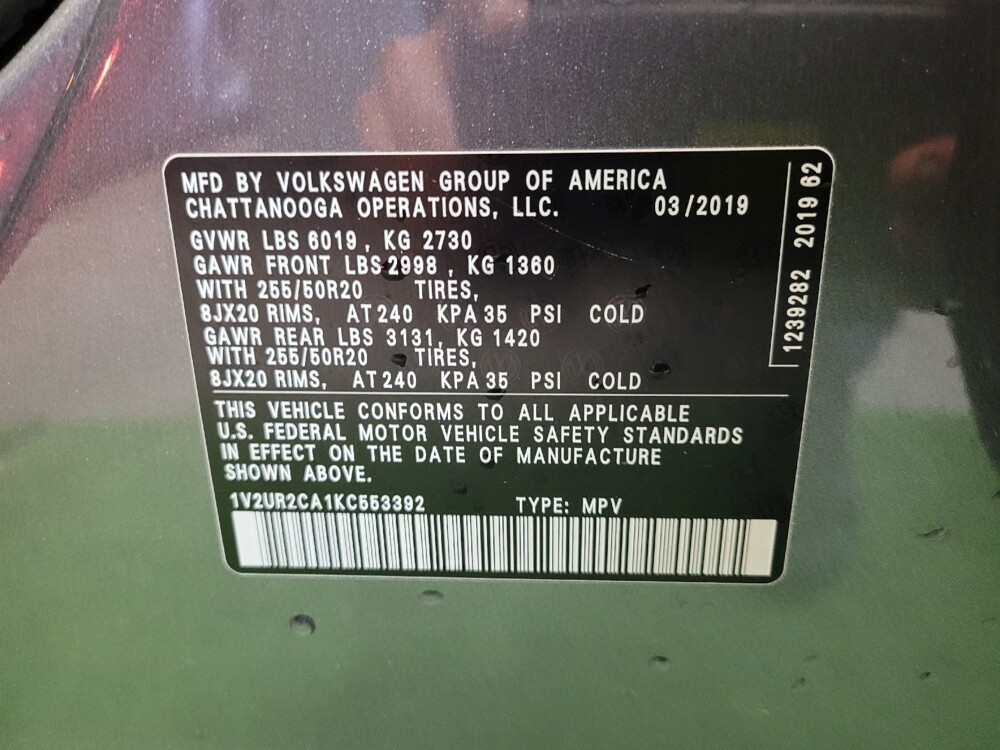 MFD BY VOLKSWAGEN GROUP OF AMERICA
CHATTANOOGA OPERATIONS, LLC. 03/2019
GVWR LBS 6019, KG 2730
GAWR FRONT LBS 2998, KG 1360
WITH 255/50R20 TIRES,
8JX20 RIMS, AT 240 KPA 35 PSI COLD
GAWR REAR LBS 3131, KG 1420
WITH 255/50R20 TIRES,
8JX20 RIMS, AT 240 KPA 35 PSI COLD
THIS VEHICLE CONFORMS TO ALL APPLICABLE
U.S. FEDERAL MOTOR VEHICLE SAFETY STANDARDS
IN EFFECT ON THE DATE OF MANUFACTURE
SHOWN ABOVE.
1V2UR2CA1KC553392 TYPE: MPV
1239282 2019 62